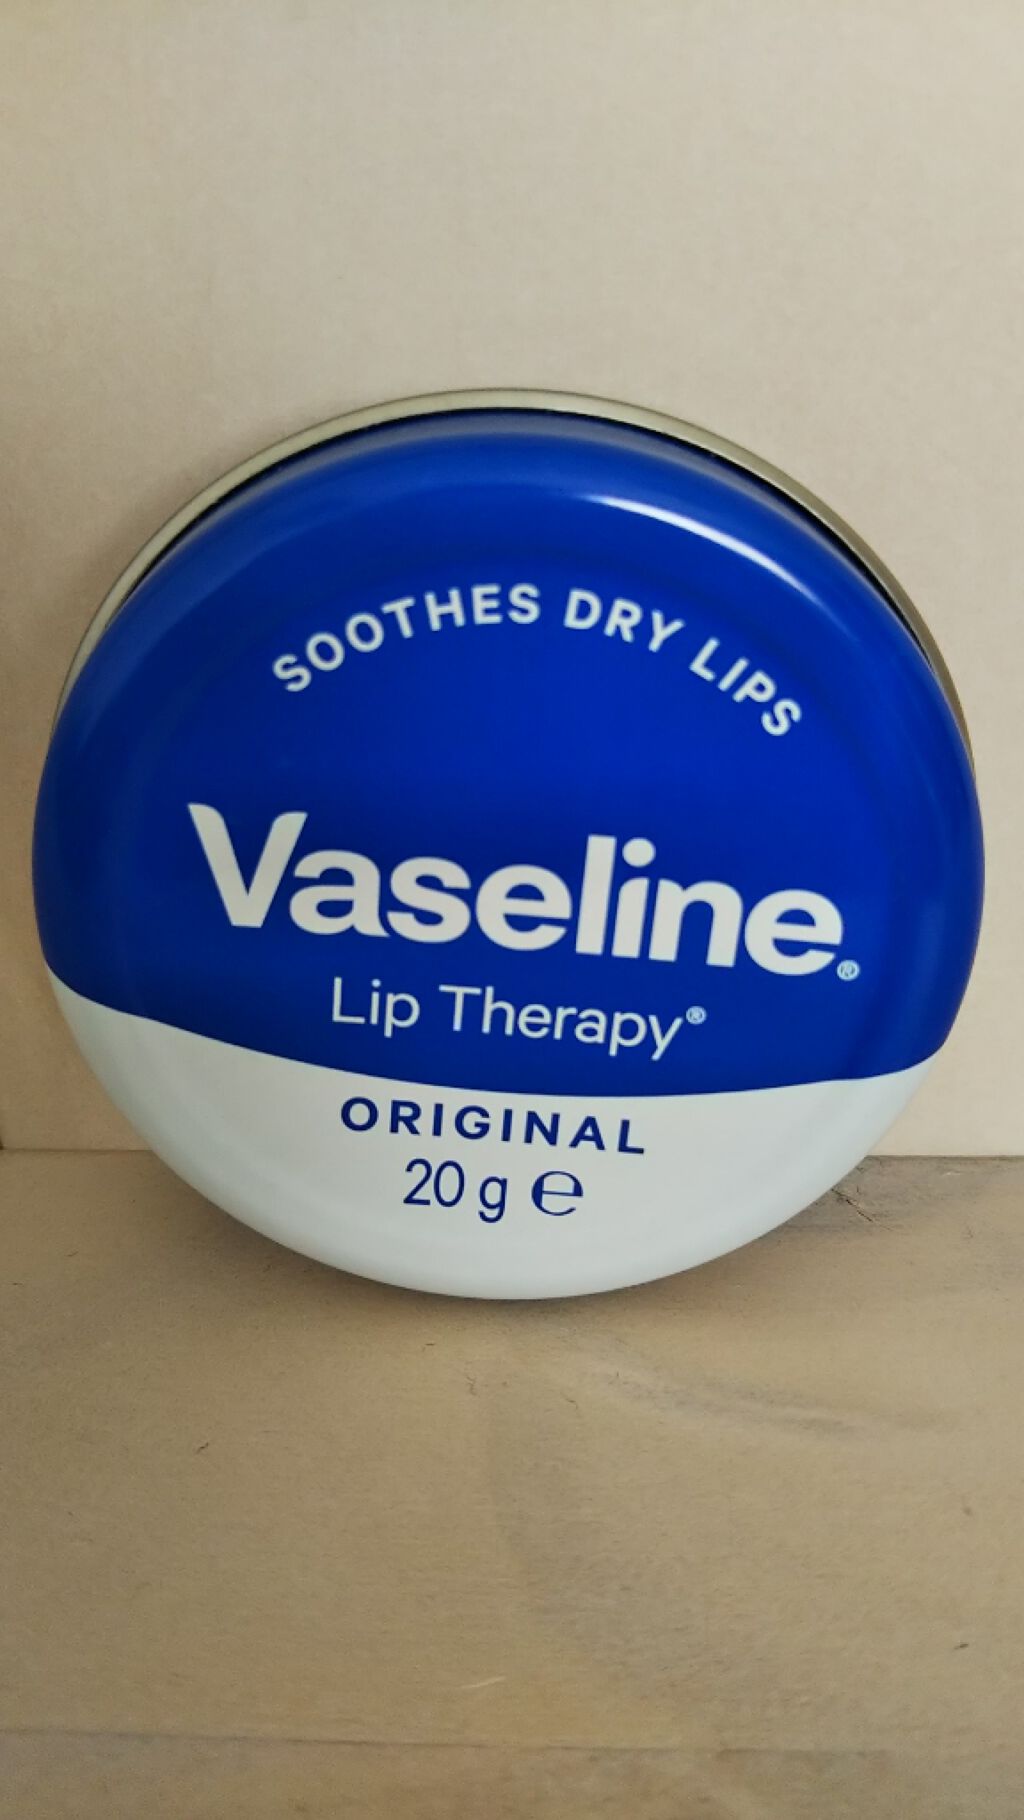 SOOTHES DRY LIPS
Vaseline®
Lip Therapy®
ORIGINAL
20 g ℮